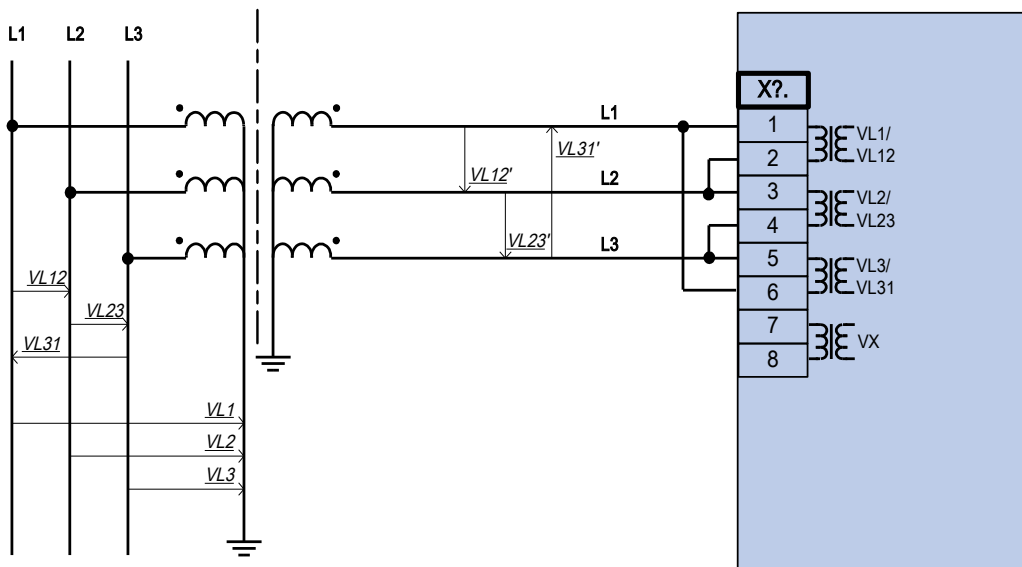 L1 L2 L3
X?.
L1
1
VL1/
VL12
VL31'
2
VL12'
L2
3
VL2/
VL23
4
VL23'
L3
5
VL3/
VL31
VL12
6
VL23
7
VX
VL31
8
VL1
VL2
VL3